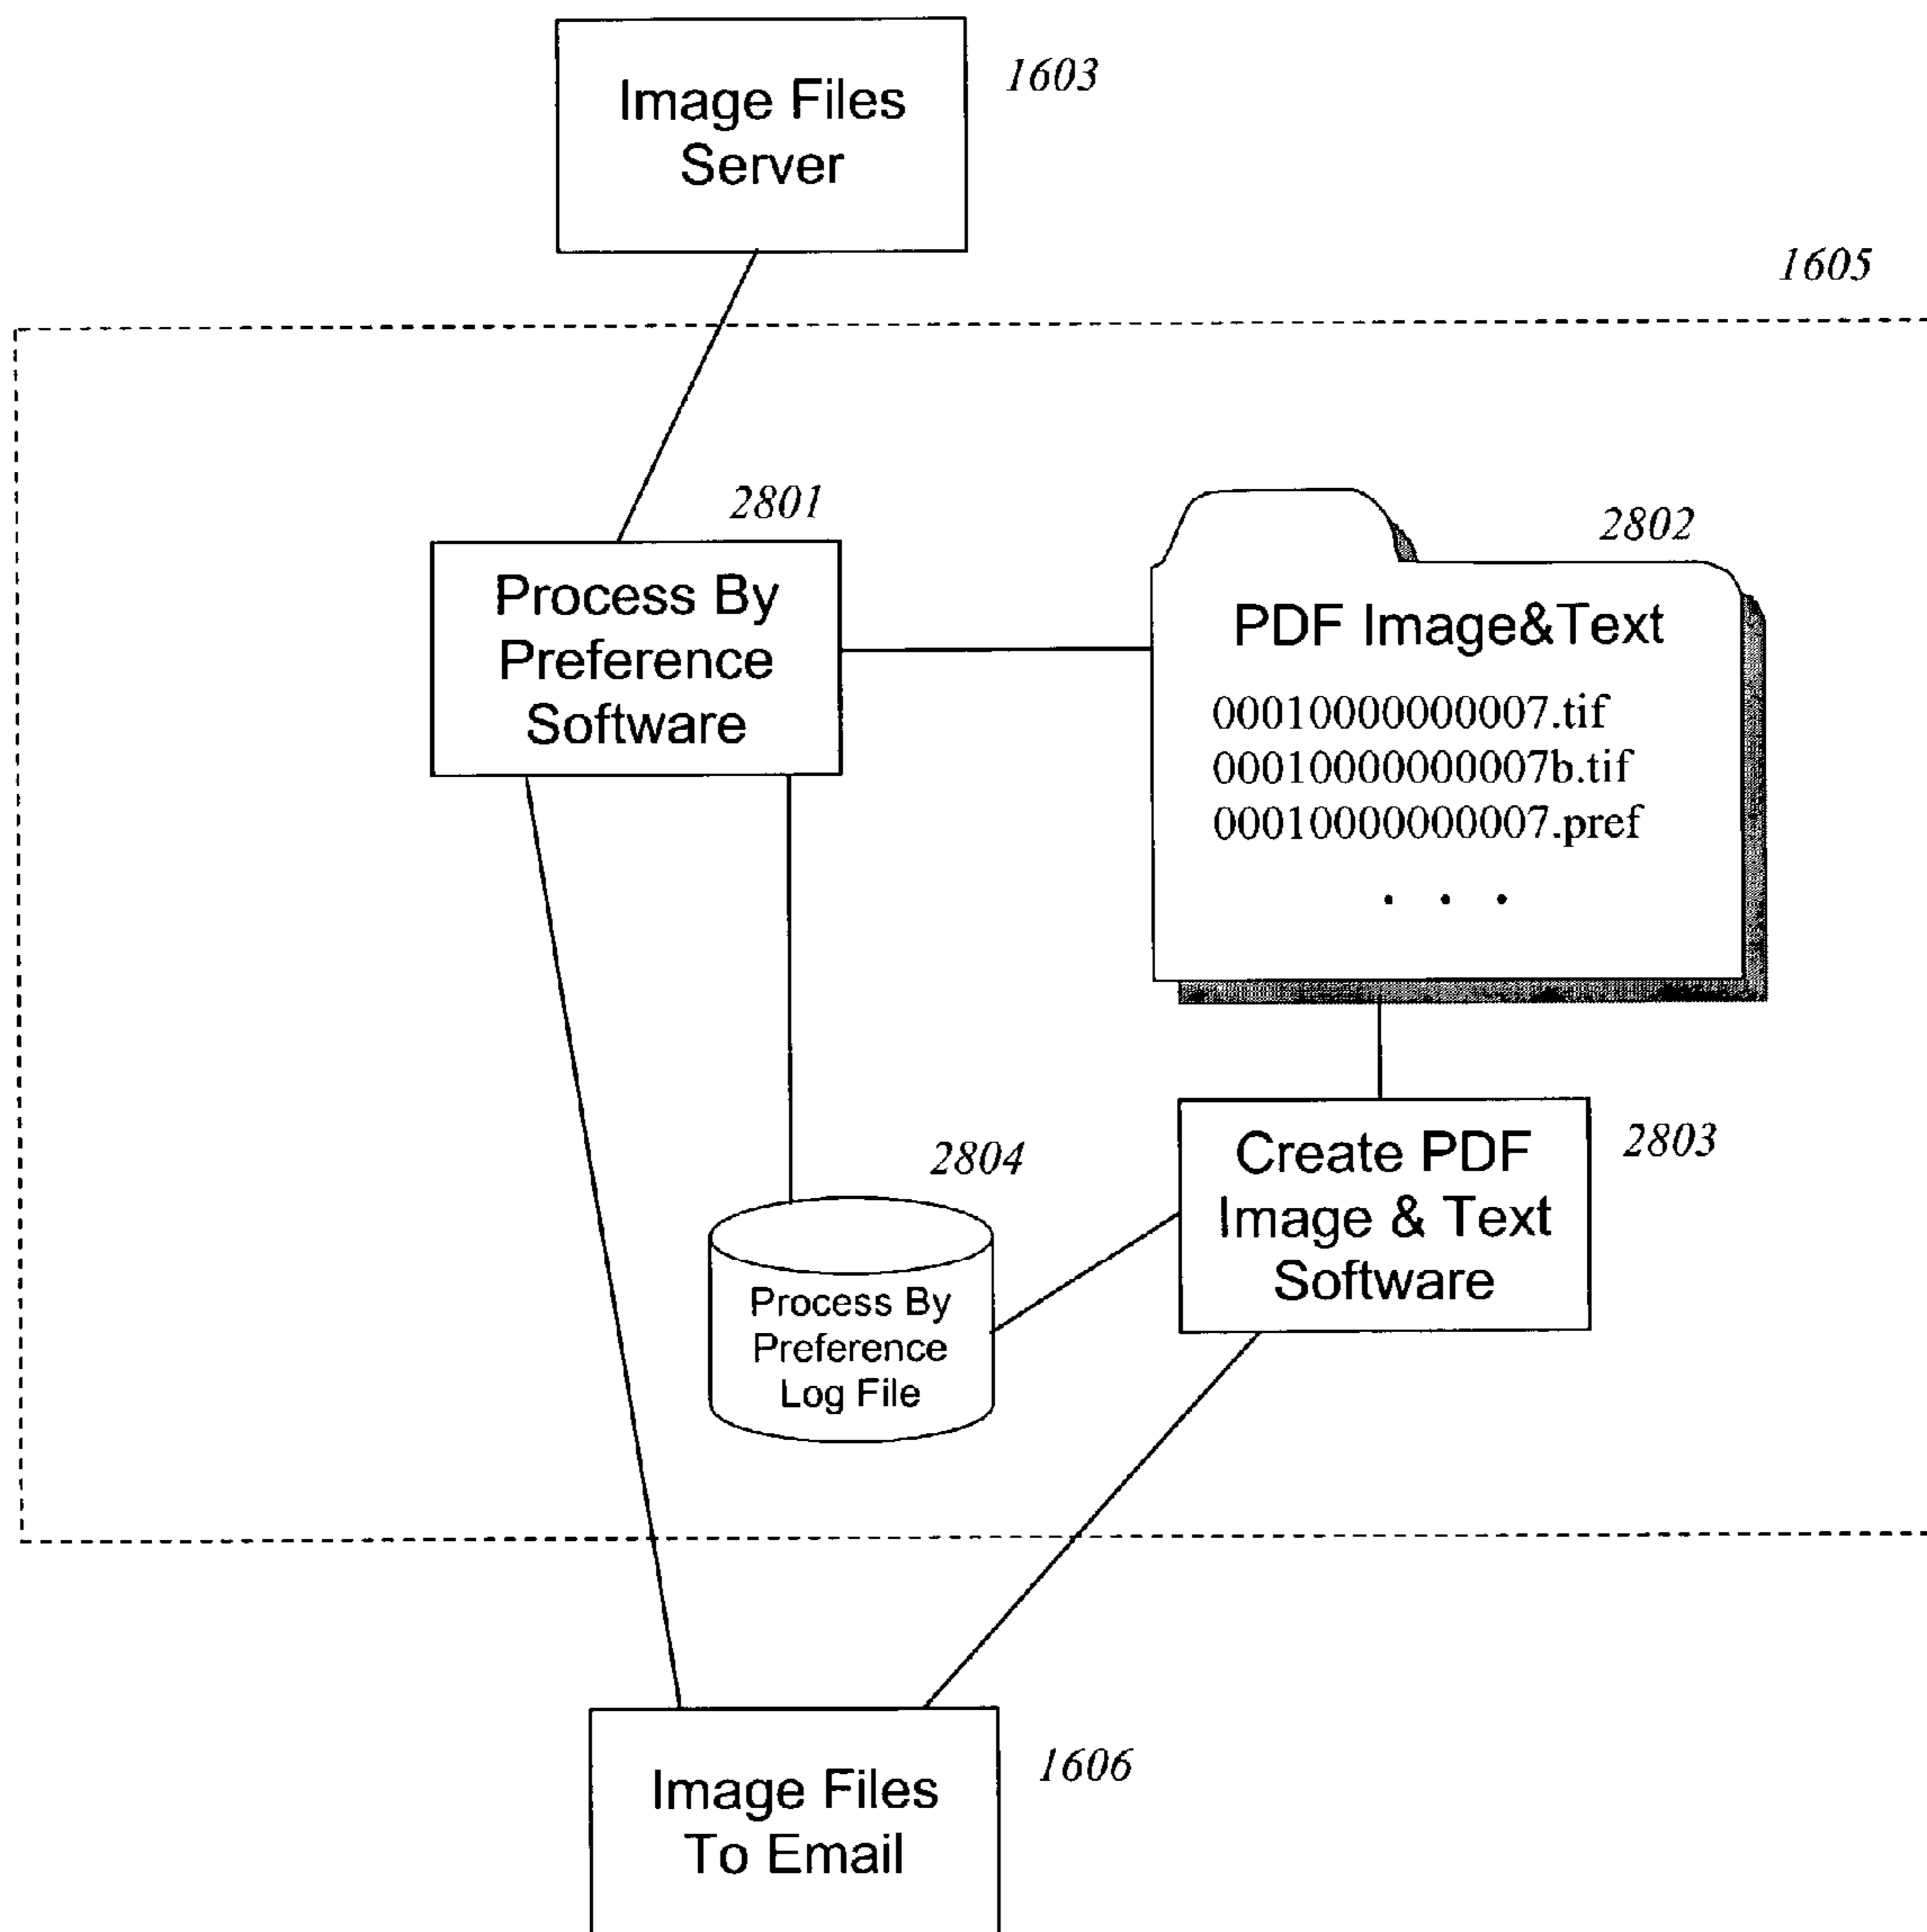 Image Files
Server
1603
1605
2801
Process By
Preference
Software
2802
PDF Image&Text
00010000000007.tif
00010000000007b.tif
00010000000007.pref
. . .
2803
Create PDF
Image & Text
Software
2804
Process By
Preference
Log File
1606
Image Files
To Email